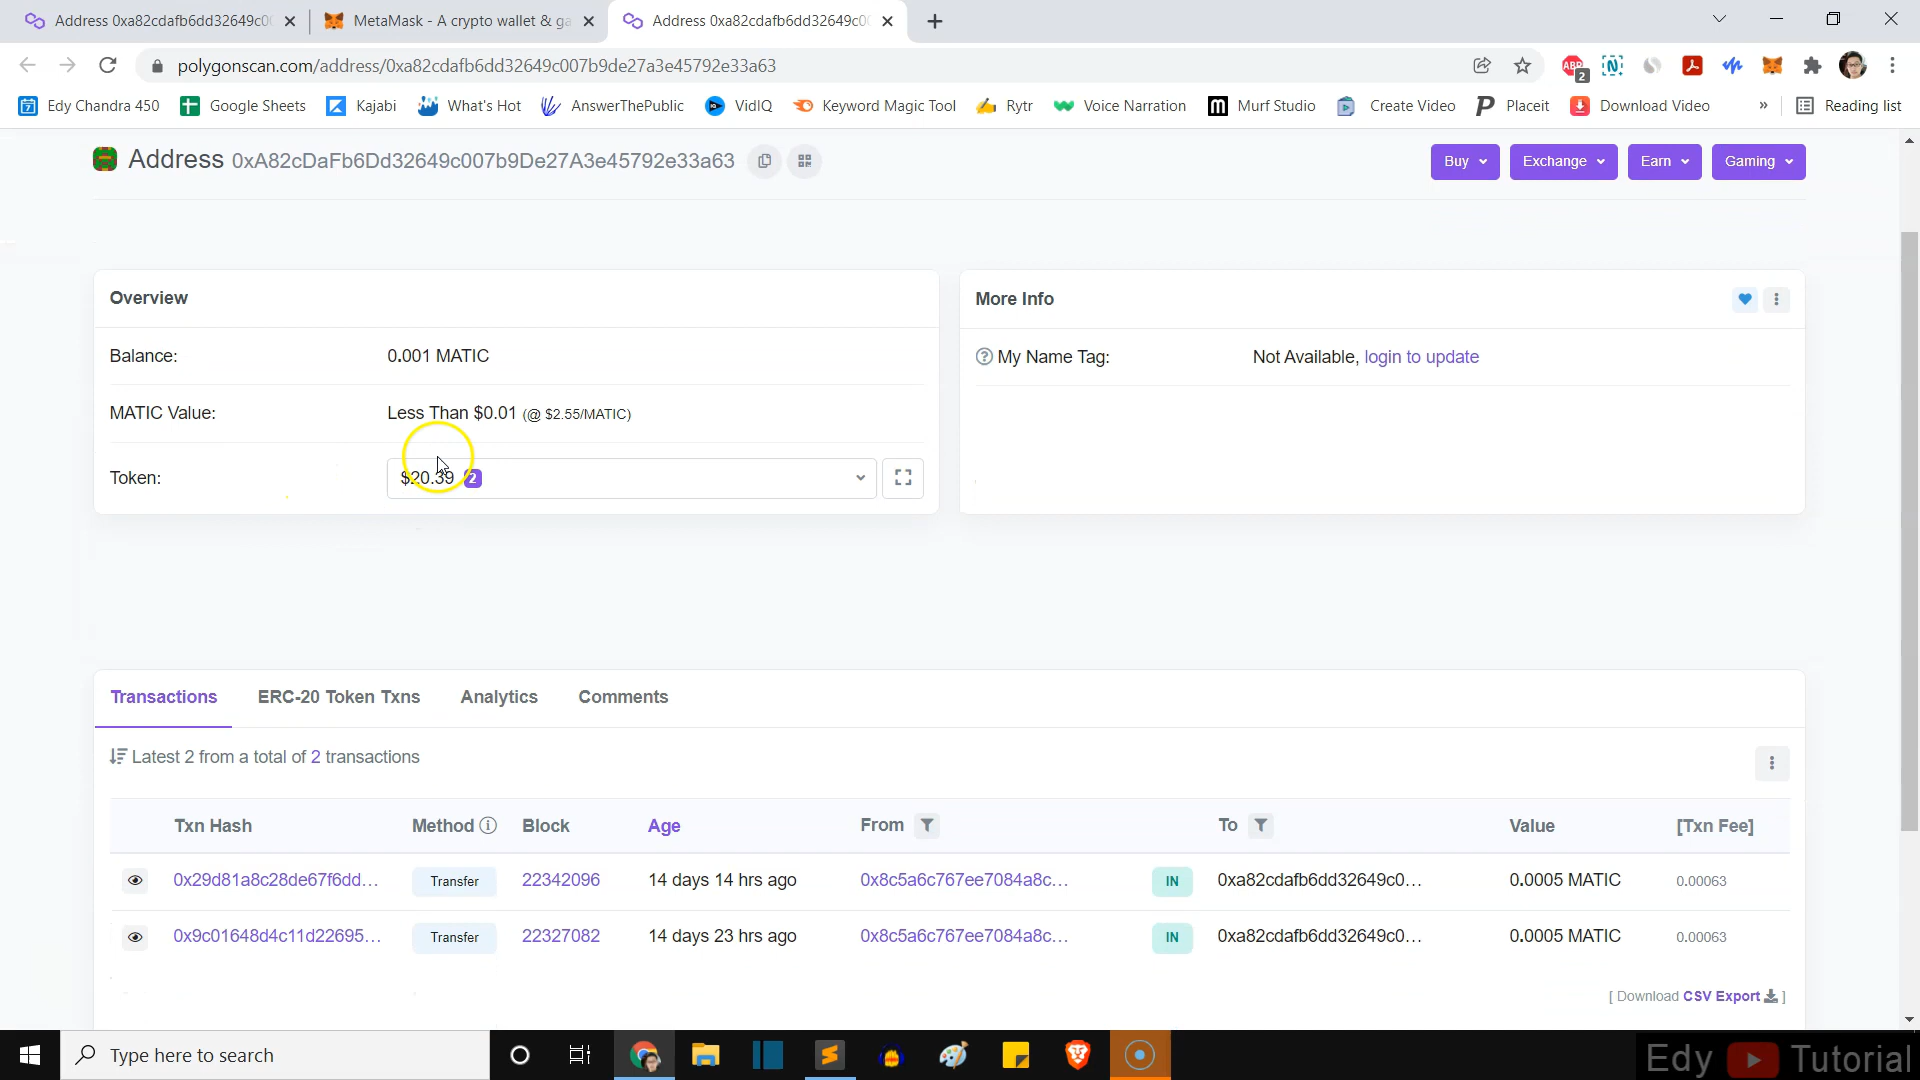 Address 0xa82cdafb6dd32649c0
MetaMask - A crypto wallet & ga
Address 0xa82cdafb6dd32649c0
polygonscan.com/address/0xa82cdafb6dd32649c007b9de27a3e45792e33a63
ABP 2
Edy Chandra 450 Google Sheets Kajabi What's Hot AnswerThePublic VidIQ Keyword Magic Tool Rytr Voice Narration Murf Studio Create Video Placeit Download Video » Reading list
Address 0xA82cDaFb6Dd32649c007b9De27A3e45792e33a63
Buy Exchange Earn Gaming
Overview
Balance: 0.001 MATIC
MATIC Value: Less Than $0.01 (@ $2.55/MATIC)
Token: $20.39 2
More Info
My Name Tag: Not Available, login to update
Transactions ERC-20 Token Txns Analytics Comments
Latest 2 from a total of 2 transactions
Txn Hash Method Block Age From To Value [Txn Fee]
0x29d81a8c28de67f6dd... Transfer 22342096 14 days 14 hrs ago 0x8c5a6c767ee7084a8c... IN 0xa82cdafb6dd32649c0... 0.0005 MATIC 0.00063
0x9c01648d4c11d22695... Transfer 22327082 14 days 23 hrs ago 0x8c5a6c767ee7084a8c... IN 0xa82cdafb6dd32649c0... 0.0005 MATIC 0.00063
[ Download CSV Export ]
Type here to search
Edy Tutorial